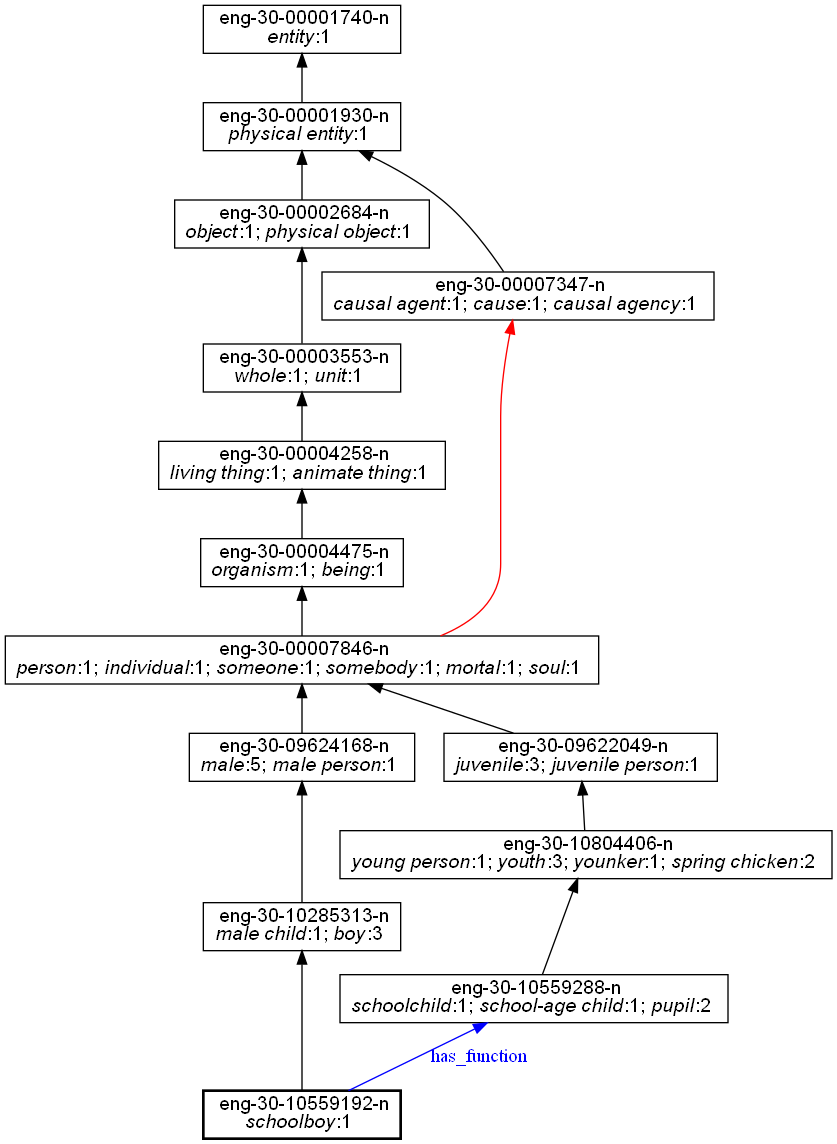 eng-30-00001740-n
entity:1
eng-30-00001930-n
physical entity:1
eng-30-00002684-n
object:1; physical object:1
eng-30-00007347-n
causal agent:1; cause:1; causal agency:1
eng-30-00003553-n
whole:1; unit:1
eng-30-00004258-n
living thing:1; animate thing:1
eng-30-00004475-n
organism:1; being:1
eng-30-00007846-n
person:1; individual:1; someone:1; somebody:1; mortal:1; soul:1
eng-30-09624168-n
male:5; male person:1
eng-30-09622049-n
juvenile:3; juvenile person:1
eng-30-10804406-n
young person:1; youth:3; younker:1; spring chicken:2
eng-30-10285313-n
male child:1; boy:3
eng-30-10559288-n
schoolchild:1; school-age child:1; pupil:2
has_function
eng-30-10559192-n
schoolboy:1